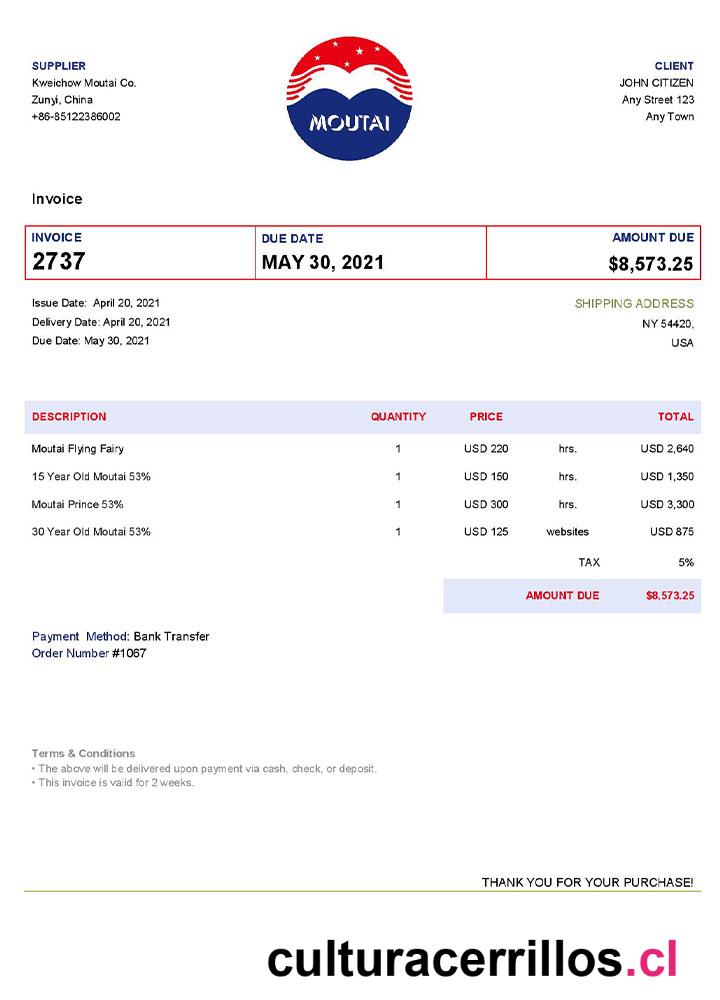 SUPPLIER
Kweichow Moutai Co.
Zunyi, China
+86-85122386002
MOUTAI
CLIENT
JOHN CITIZEN
Any Street 123
Any Town
Invoice
INVOICE
2737
DUE DATE
MAY 30, 2021
AMOUNT DUE
$8,573.25
Issue Date:  April 20, 2021
Delivery Date: April 20, 2021
Due Date: May 30, 2021
SHIPPING ADDRESS
NY 54420,
USA
DESCRIPTION QUANTITY PRICE TOTAL
Moutai Flying Fairy 1 USD 220 hrs. USD 2,640
15 Year Old Moutai 53% 1 USD 150 hrs. USD 1,350
Moutai Prince 53% 1 USD 300 hrs. USD 3,300
30 Year Old Moutai 53% 1 USD 125 websites USD 875
TAX 5%
AMOUNT DUE $8,573.25
Payment  Method: Bank Transfer
Order Number #1067
Terms & Conditions
• The above will be delivered upon payment via cash, check, or deposit.
• This invoice is valid for 2 weeks.
THANK YOU FOR YOUR PURCHASE!
culturacerrillos.cl